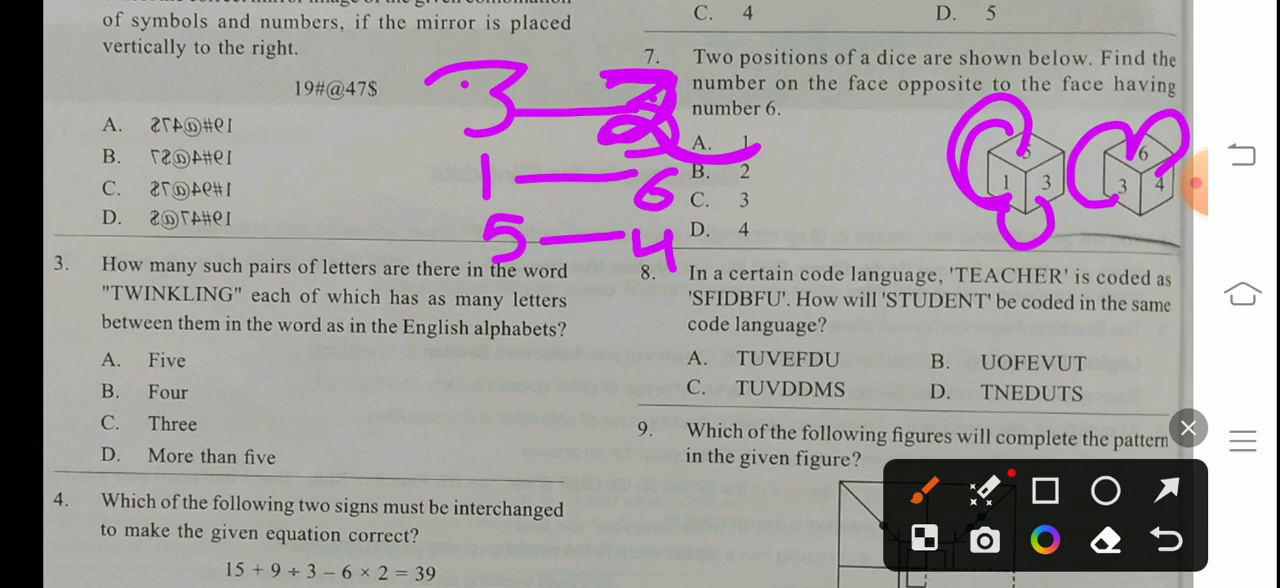 of symbols and numbers, if the mirror is placed
vertically to the right.
19#@47$
A.
B.
C.
D.
3. How many such pairs of letters are there in the word
"TWINKLING" each of which has as many letters
between them in the word as in the English alphabets?
A. Five
B. Four
C. Three
D. More than five
4. Which of the following two signs must be interchanged
to make the given equation correct?
15 + 9 ÷ 3 – 6 × 2 = 39
C. 4 D. 5
7. Two positions of a dice are shown below. Find the
number on the face opposite to the face having
number 6.
A. 1
B. 2
C. 3
D. 4
5
1 3
6
3 4
3 2
1 6
5 4
8. In a certain code language, 'TEACHER' is coded as
'SFIDBFU'. How will 'STUDENT' be coded in the same
code language?
A. TUVEFDU B. UOFEVUT
C. TUVDDMS D. TNEDUTS
9. Which of the following figures will complete the pattern
in the given figure?